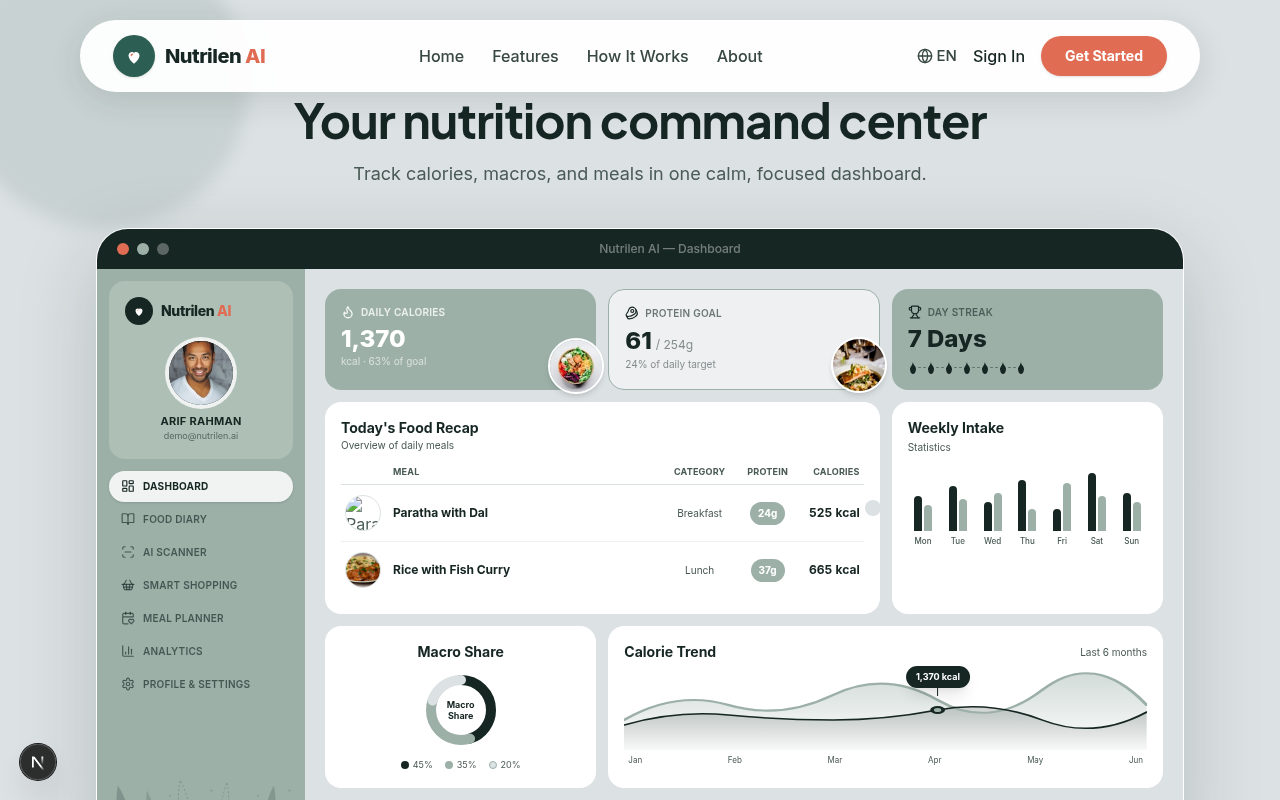 Nutrilen AI
Home
Features
How It Works
About
EN
Sign In
Get Started
Your nutrition command center
Track calories, macros, and meals in one calm, focused dashboard.
Nutrilen AI — Dashboard
Nutrilen AI
ARIF RAHMAN
demo@nutrilen.ai
DASHBOARD
FOOD DIARY
AI SCANNER
SMART SHOPPING
MEAL PLANNER
ANALYTICS
PROFILE & SETTINGS
N
DAILY CALORIES
1,370
kcal · 63% of goal
PROTEIN GOAL
61 / 254g
24% of daily target
DAY STREAK
7 Days
Today's Food Recap
Overview of daily meals
MEAL CATEGORY PROTEIN CALORIES
Para Paratha with Dal Breakfast 24g 525 kcal
Rice with Fish Curry Lunch 37g 665 kcal
Weekly Intake
Statistics
Mon Tue Wed Thu Fri Sat Sun
Macro Share
Macro
Share
45% 35% 20%
Calorie Trend
Last 6 months
1,370 kcal
Jan Feb Mar Apr May Jun